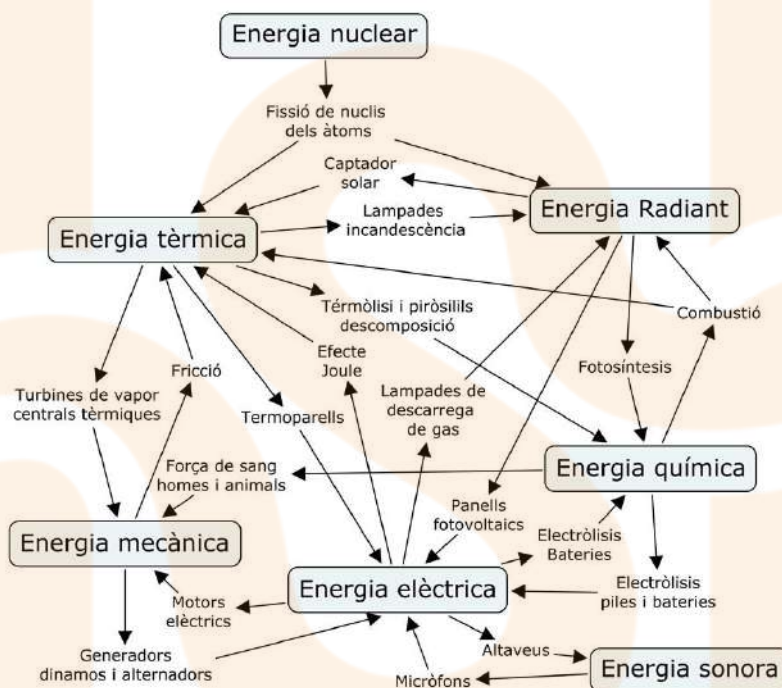 Energia nuclear
Fissió de nuclis
dels àtoms
Captador
solar
Energia Radiant
Lampades
incandescència
Energia tèrmica
Térmòlisi i piròsilils
descomposició
Combustió
Efecte
Joule
Fricció
Fotosíntesis
Turbines de vapor
centrals tèrmiques
Lampades de
descarrega
de gas
Termoparells
Força de sang
homes i animals
Energia química
Panells
fotovoltaics
Energia mecànica
Electròlisis
Bateries
Energia elèctrica
Electròlisis
piles i bateries
Motors
elèctrics
Generadors
dinamos i alternadors
Altaveus
Energia sonora
Micròfons